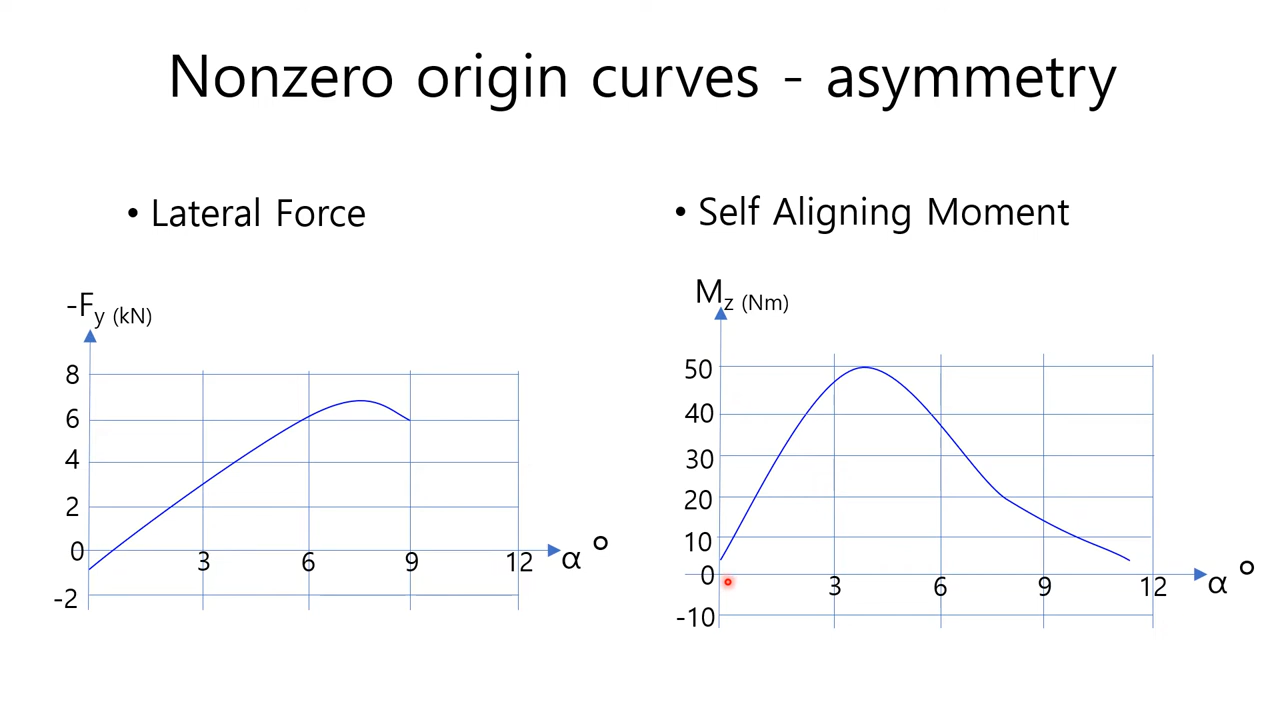 Nonzero origin curves - asymmetry
• Lateral Force
-Fy (kN)
8
6
4
2
0
-2
3 6 9 12 α °
• Self Aligning Moment
Mz (Nm)
50
40
30
20
10
0
-10
3 6 9 12 α °